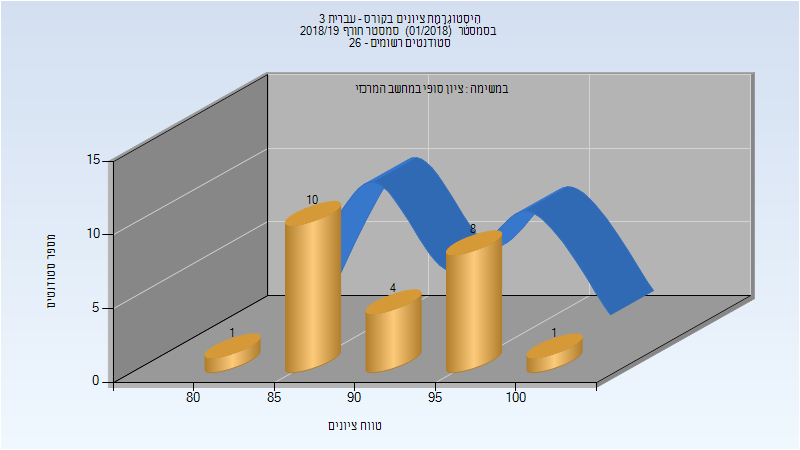 היסטוגרמת ציונים בקורס - עברית 3
בסמסטר (01/2018) סמסטר חורף 2018/19
סטודנטים רשומים - 26
במשימה : ציון סופי במחשב המרכזי
מספר סטודנטים
15
10
5
0
1
10
4
8
1
80
85
90
95
100
טווח ציונים